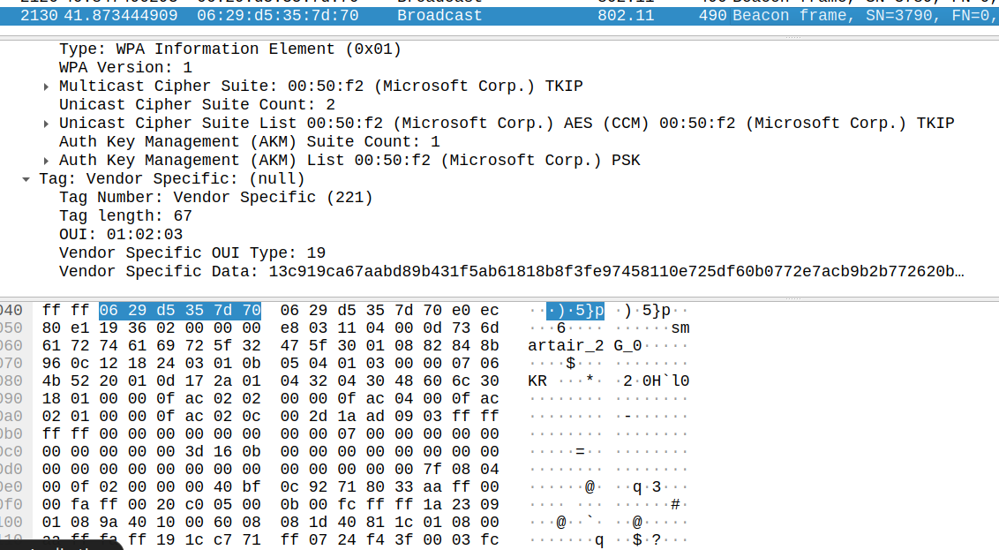 2130 41.873444909 06:29:d5:35:7d:70 Broadcast 802.11 490 Beacon frame, SN=3790, FN=0,
Type: WPA Information Element (0x01)
WPA Version: 1
Multicast Cipher Suite: 00:50:f2 (Microsoft Corp.) TKIP
Unicast Cipher Suite Count: 2
Unicast Cipher Suite List 00:50:f2 (Microsoft Corp.) AES (CCM) 00:50:f2 (Microsoft Corp.) TKIP
Auth Key Management (AKM) Suite Count: 1
Auth Key Management (AKM) List 00:50:f2 (Microsoft Corp.) PSK
Tag: Vendor Specific: (null)
Tag Number: Vendor Specific (221)
Tag length: 67
OUI: 01:02:03
Vendor Specific OUI Type: 19
Vendor Specific Data: 13c919ca67aabd89b431f5ab61818b8f3fe97458110e725df60b0772e7acb9b2b772620b…
040 ff ff 06 29 d5 35 7d 70 06 29 d5 35 7d 70 e0 ec ···)·5}p ·)·5}p··
050 80 e1 19 36 02 00 00 00 e8 03 11 04 00 0d 73 6d ···6···· ······sm
060 61 72 74 61 69 72 5f 32 47 5f 30 01 08 82 84 8b artair_2 G_0·····
070 96 0c 12 18 24 03 01 0b 05 04 01 03 00 00 07 06 ····$··· ········
080 4b 52 20 01 0d 17 2a 01 04 32 04 30 48 60 6c 30 KR ···*· ·2·0H`l0
090 18 01 00 00 0f ac 02 02 00 00 0f ac 04 00 0f ac ········ ········
0a0 02 01 00 00 0f ac 02 0c 00 2d 1a ad 09 03 ff ff ········ ·-······
0b0 ff ff 00 00 00 00 00 00 00 00 07 00 00 00 00 00 ········ ········
0c0 00 00 00 00 00 3d 16 0b 00 00 00 00 00 00 00 00 ·····=·· ········
0d0 00 00 00 00 00 00 00 00 00 00 00 00 00 7f 08 04 ········ ········
0e0 00 0f 02 00 00 00 40 bf 0c 92 71 80 33 aa ff 00 ······@· ··q·3···
0f0 00 fa ff 00 20 c0 05 00 0b 00 fc ff ff 1a 23 09 ···· ··· ······#·
100 01 08 9a 40 10 00 60 08 08 1d 40 81 1c 01 08 00 ···@··`· ··@·····
110 aa ff fa ff 19 1c c7 71 ff 07 24 f4 3f 00 03 fc ·······q ··$·?···